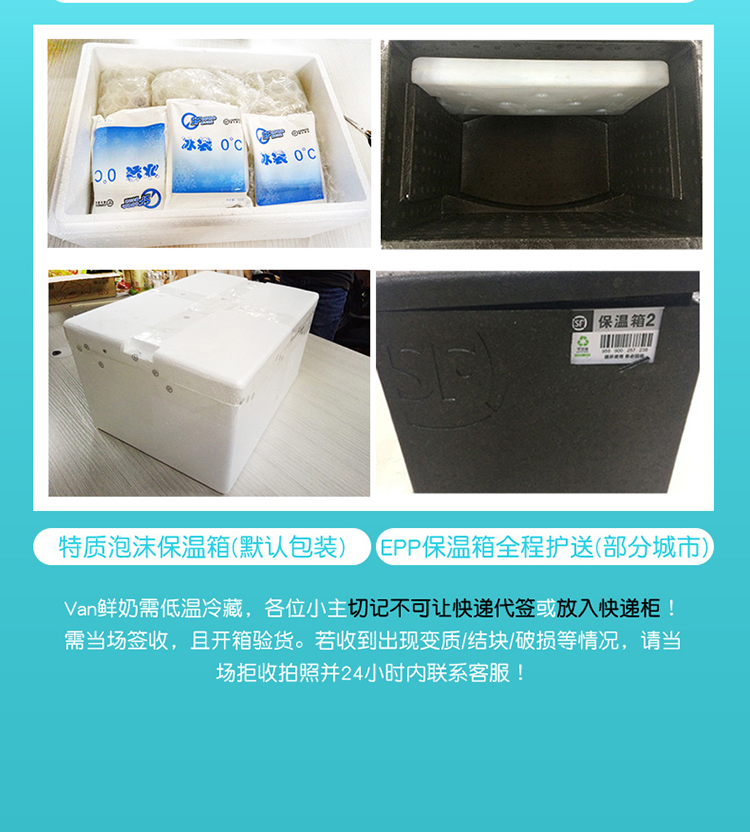 冰袋 0℃
冰袋 0℃
冰袋 0℃
SF
保温箱2
SF
特质泡沫保温箱(默认包装)
EPP保温箱全程护送(部分城市)
Van鲜奶需低温冷藏，各位小主切记不可让快递代签或放入快递柜！
需当场签收，且开箱验货。若收到出现变质/结块/破损等情况，请当
场拒收拍照并24小时内联系客服！